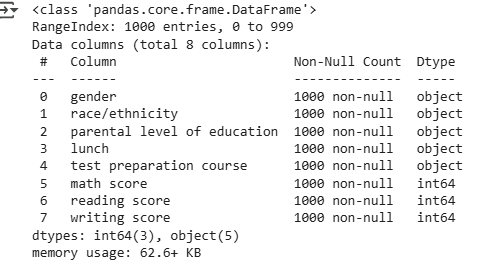 <class 'pandas.core.frame.DataFrame'>
RangeIndex: 1000 entries, 0 to 999
Data columns (total 8 columns):
 #   Column                       Non-Null Count  Dtype
---  ------                       --------------  -----
 0   gender                       1000 non-null   object
 1   race/ethnicity               1000 non-null   object
 2   parental level of education  1000 non-null   object
 3   lunch                        1000 non-null   object
 4   test preparation course      1000 non-null   object
 5   math score                   1000 non-null   int64
 6   reading score                1000 non-null   int64
 7   writing score                1000 non-null   int64
dtypes: int64(3), object(5)
memory usage: 62.6+ KB